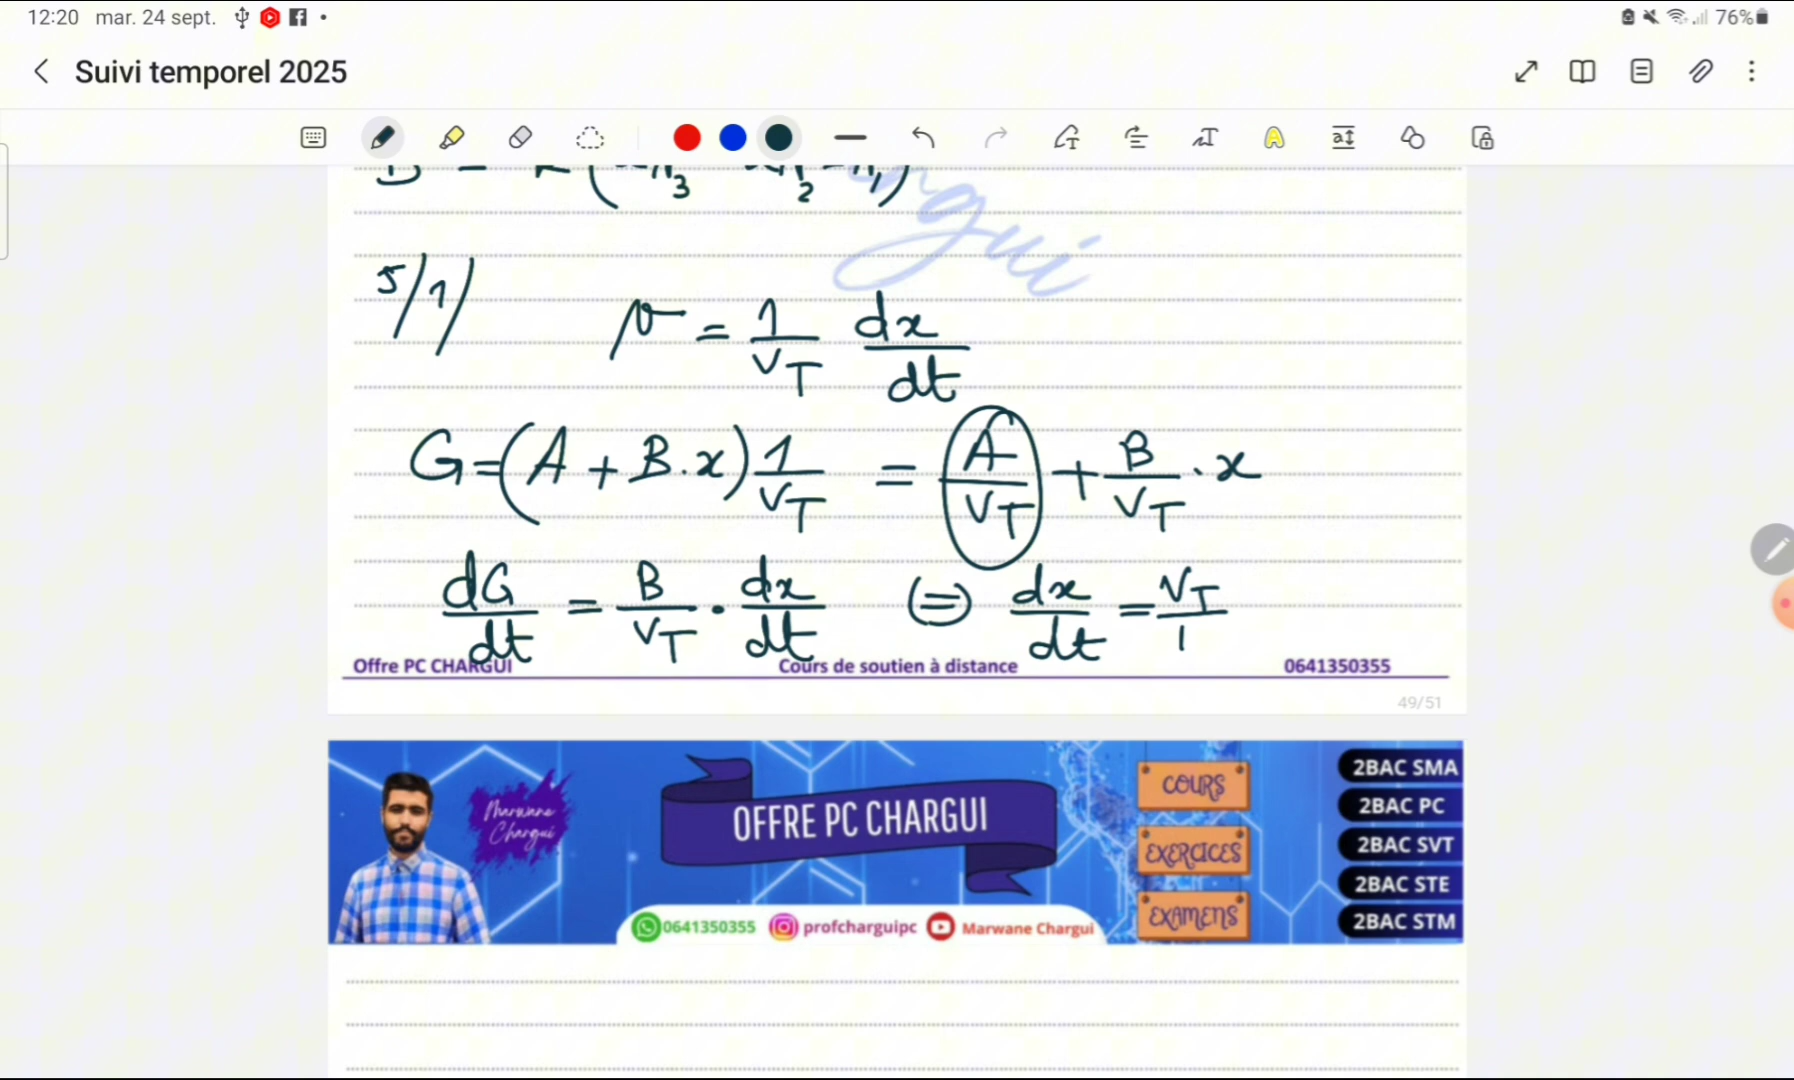 12:20 mar. 24 sept.
76%
Suivi temporel 2025
3 2 1
gui
5/1/
v = 1/V_T dx/dt
G = (A + B.x) 1/V_T = A/V_T + B/V_T . x
dG/dt = B/V_T . dx/dt (=) dx/dt = V_T/
Offre PC CHARGUI Cours de soutien à distance 0641350355
49/51
Marwane Chargui
OFFRE PC CHARGUI
COURS
EXERCICES
EXAMENS
2BAC SMA
2BAC PC
2BAC SVT
2BAC STE
2BAC STM
0641350355 profcharguipc Marwane Chargui